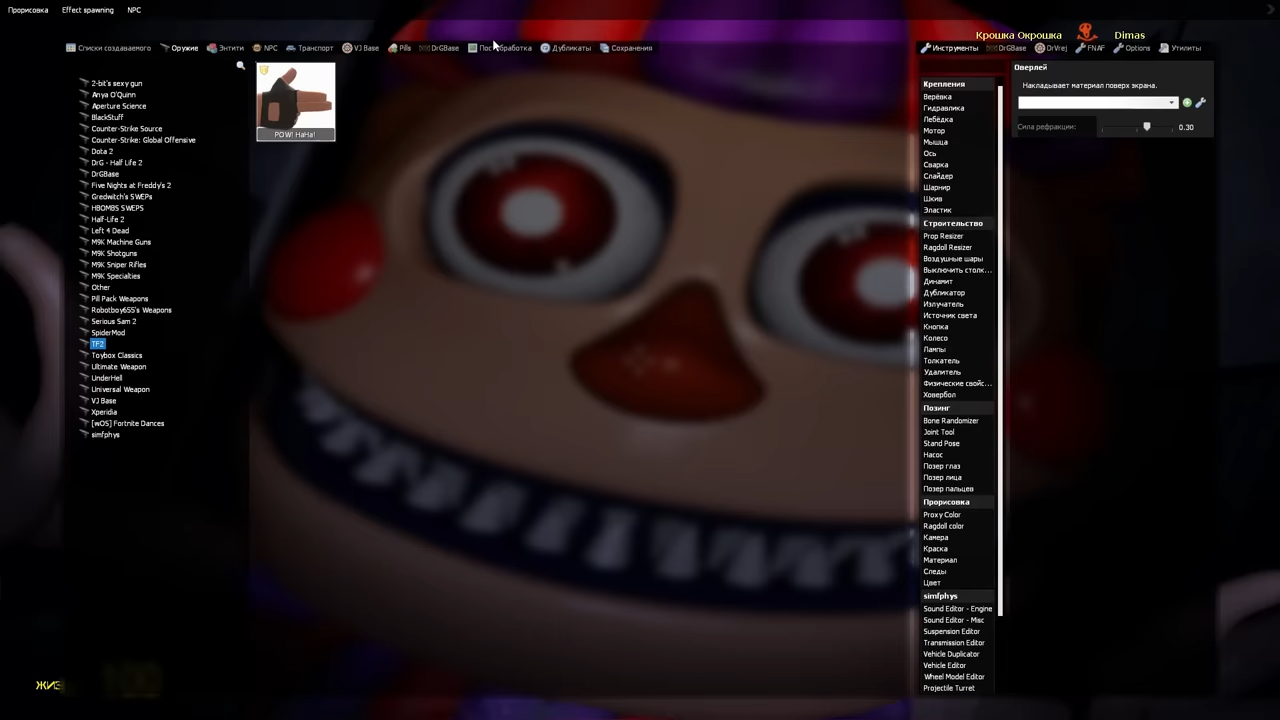 Прорисовка Effect spawning NPC
Крошка Окрошка Dimas
Списки создаваемого Оружие Энтити NPC Транспорт VJ Base Pills DrGBase Пост обработка Дубликаты Сохранения
Инструменты DrGBase DrVrej FNAF Options Утилиты
2-bit's sexy gun
Anya O'Quinn
Aperture Science
BlackStuff
Counter-Strike Source
Counter-Strike: Global Offensive
Dota 2
DrG - Half Life 2
DrGBase
Five Nights at Freddy's 2
Gredwitch's SWEPs
HBOMBS SWEPS
Half-Life 2
Left 4 Dead
M9K Machine Guns
M9K Shotguns
M9K Sniper Rifles
M9K Specialties
Other
Pill Pack Weapons
Robotboy655's Weapons
Serious Sam 2
SpiderMod
TF2
Toybox Classics
Ultimate Weapon
UnderHell
Universal Weapon
VJ Base
Xperidia
[wOS] Fortnite Dances
simfphys
POW! HaHa!
Крепления
Верёвка
Гидравлика
Лебёдка
Мотор
Мышца
Ось
Сварка
Слайдер
Шарнир
Шкив
Эластик
Строительство
Prop Resizer
Ragdoll Resizer
Воздушные шары
Выключить столк...
Динамит
Дубликатор
Излучатель
Источник света
Кнопка
Колесо
Лампы
Толкатель
Удалитель
Физические свойс...
Ховербол
Позинг
Bone Randomizer
Joint Tool
Stand Pose
Насос
Позер глаз
Позер лица
Позер пальцев
Прорисовка
Proxy Color
Ragdoll color
Камера
Краска
Материал
Следы
Цвет
simfphys
Sound Editor - Engine
Sound Editor - Misc
Suspension Editor
Transmission Editor
Vehicle Duplicator
Vehicle Editor
Wheel Model Editor
Projectile Turret
Оверлей
Накладывает материал поверх экрана.
Сила рефракции: 0.30
100